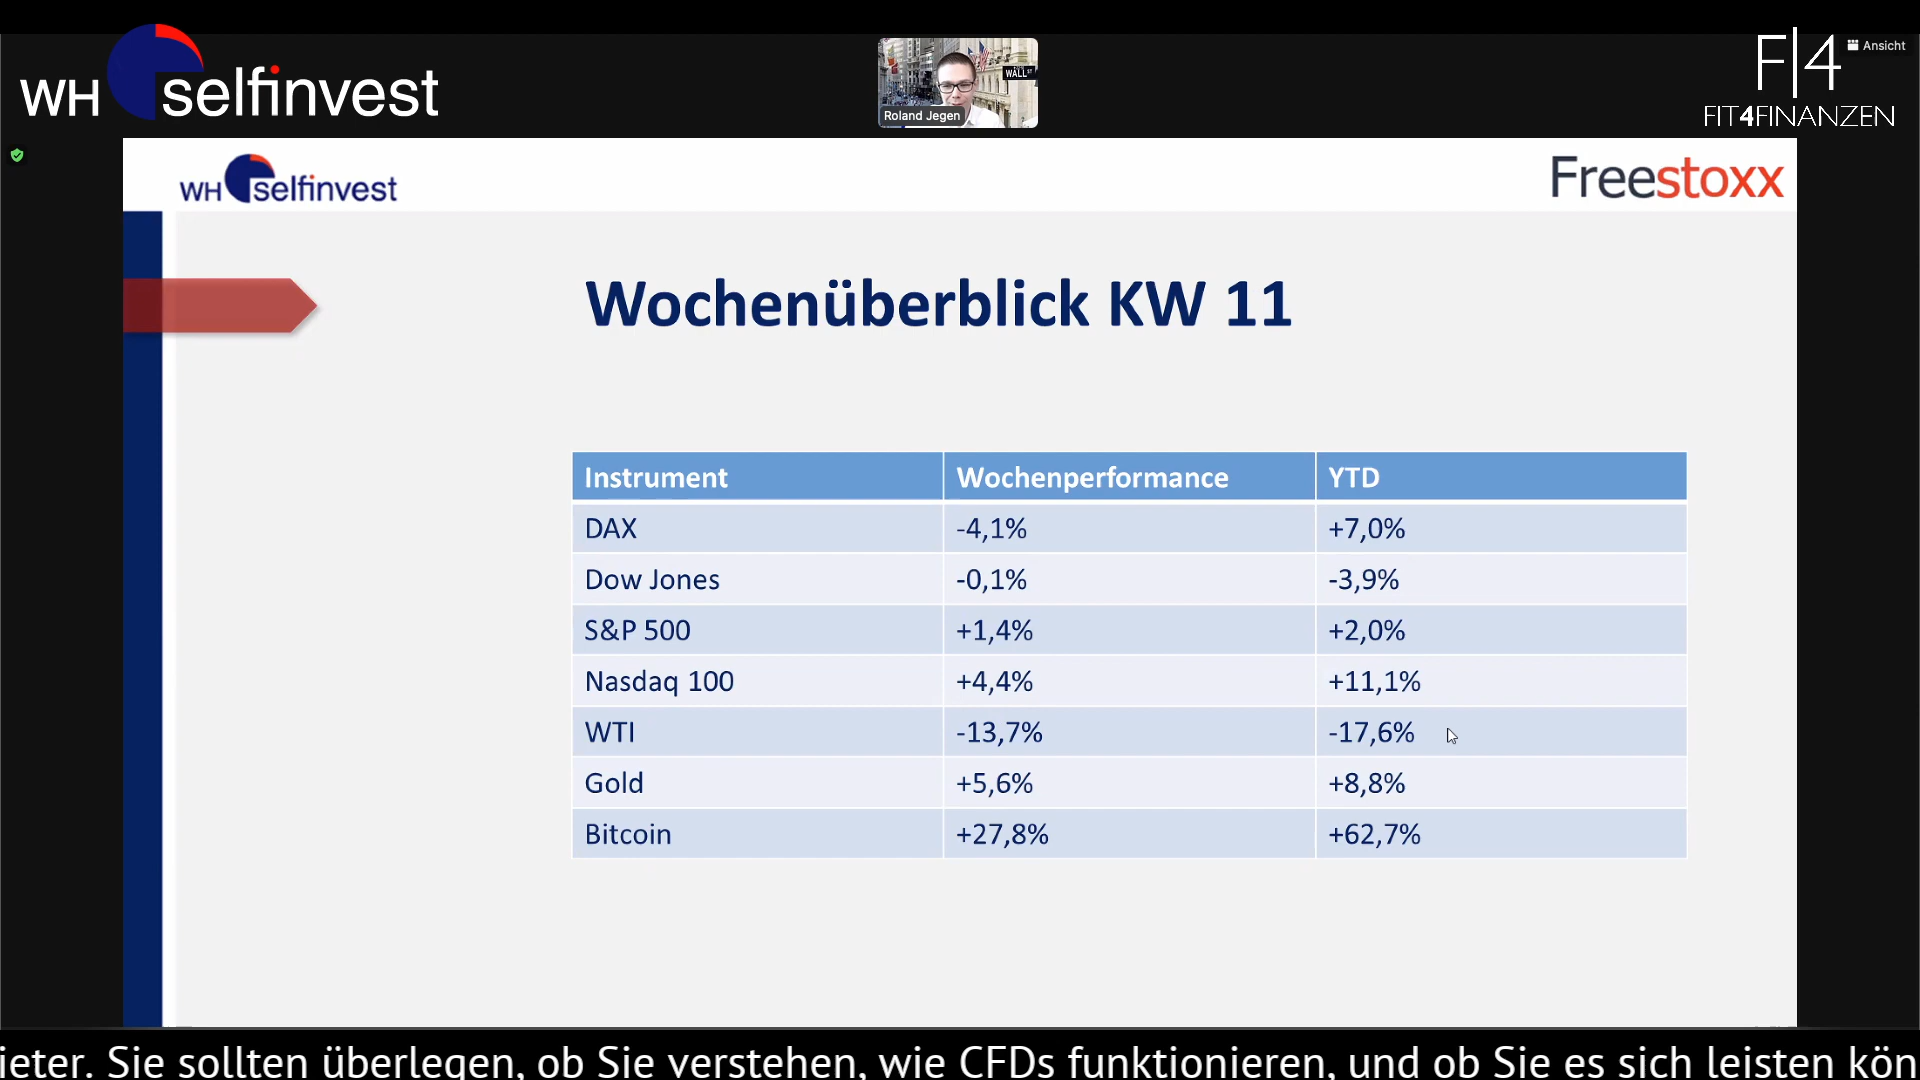 WH selfinvest
WALL ST
Roland Jegen
F|4
FIT4FINANZEN
Ansicht
WH selfinvest
Freestoxx
Wochenüberblick KW 11
Instrument Wochenperformance YTD
DAX -4,1% +7,0%
Dow Jones -0,1% -3,9%
S&P 500 +1,4% +2,0%
Nasdaq 100 +4,4% +11,1%
WTI -13,7% -17,6%
Gold +5,6% +8,8%
Bitcoin +27,8% +62,7%
ieter. Sie sollten überlegen, ob Sie verstehen, wie CFDs funktionieren, und ob Sie es sich leisten kön